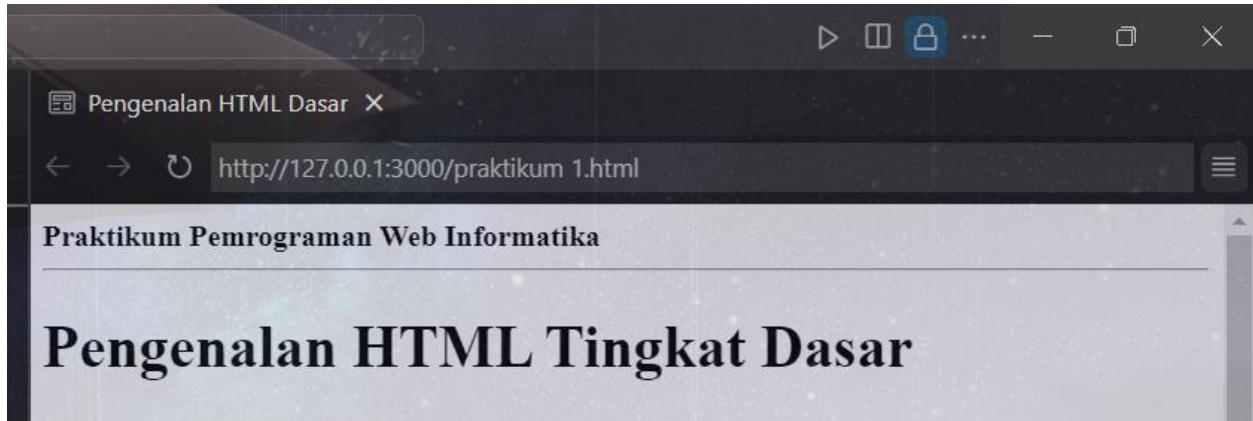 Pengenalan HTML Dasar
http://127.0.0.1:3000/praktikum 1.html
Praktikum Pemrograman Web Informatika
Pengenalan HTML Tingkat Dasar